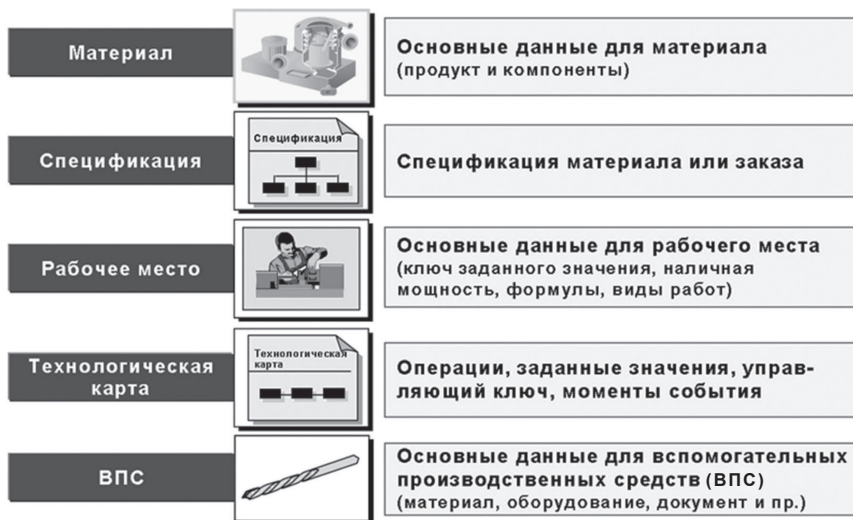 Материал
Основные данные для материала
(продукт и компоненты)
Спецификация
Спецификация
Спецификация материала или заказа
Рабочее место
Основные данные для рабочего места
(ключ заданного значения, наличная
мощность, формулы, виды работ)
Технологическая
карта
Технологическая
карта
Операции, заданные значения, управ-
ляющий ключ, моменты события
ВПС
Основные данные для вспомогательных
производственных средств (ВПС)
(материал, оборудование, документ и пр.)